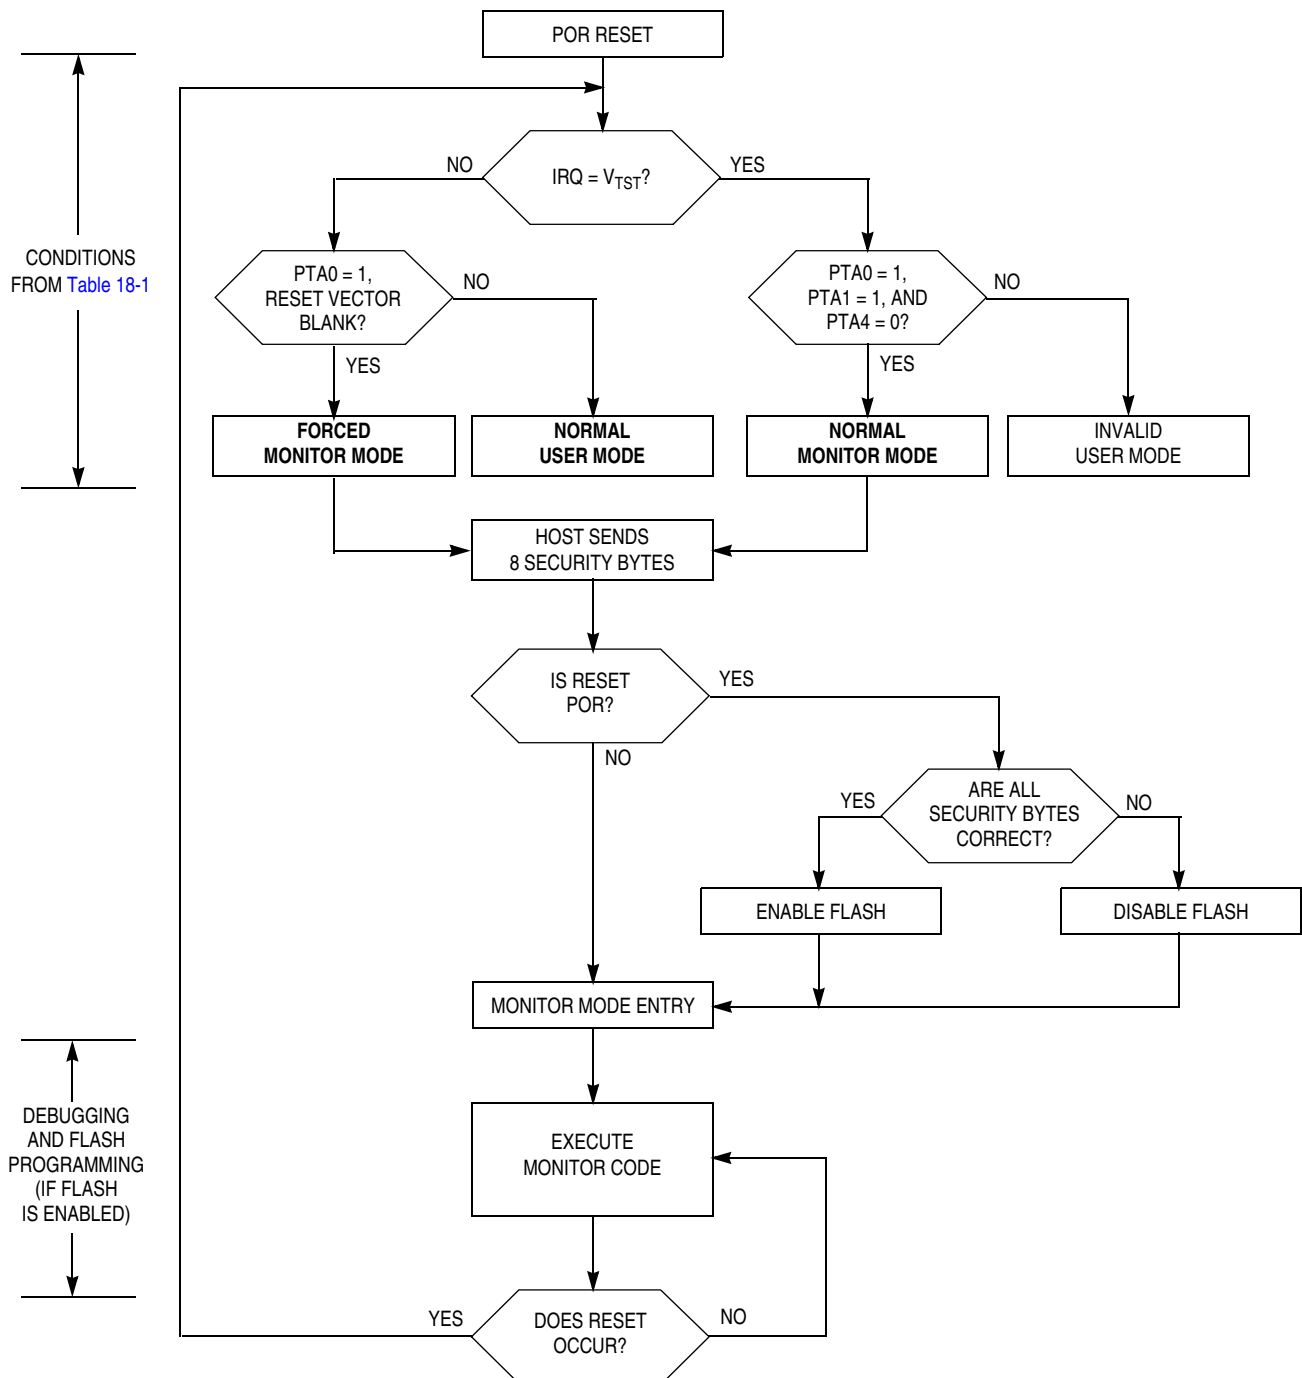 POR RESET
NO
IRQ = VTST?
YES
CONDITIONS
FROM Table 18-1
PTA0 = 1,
RESET VECTOR
BLANK?
NO
YES
PTA0 = 1,
PTA1 = 1, AND
PTA4 = 0?
NO
YES
FORCED
MONITOR MODE
NORMAL
USER MODE
NORMAL
MONITOR MODE
INVALID
USER MODE
HOST SENDS
8 SECURITY BYTES
IS RESET
POR?
YES
NO
YES
ARE ALL
SECURITY BYTES
CORRECT?
NO
ENABLE FLASH
DISABLE FLASH
MONITOR MODE ENTRY
DEBUGGING
AND FLASH
PROGRAMMING
(IF FLASH
IS ENABLED)
EXECUTE
MONITOR CODE
YES
DOES RESET
OCCUR?
NO